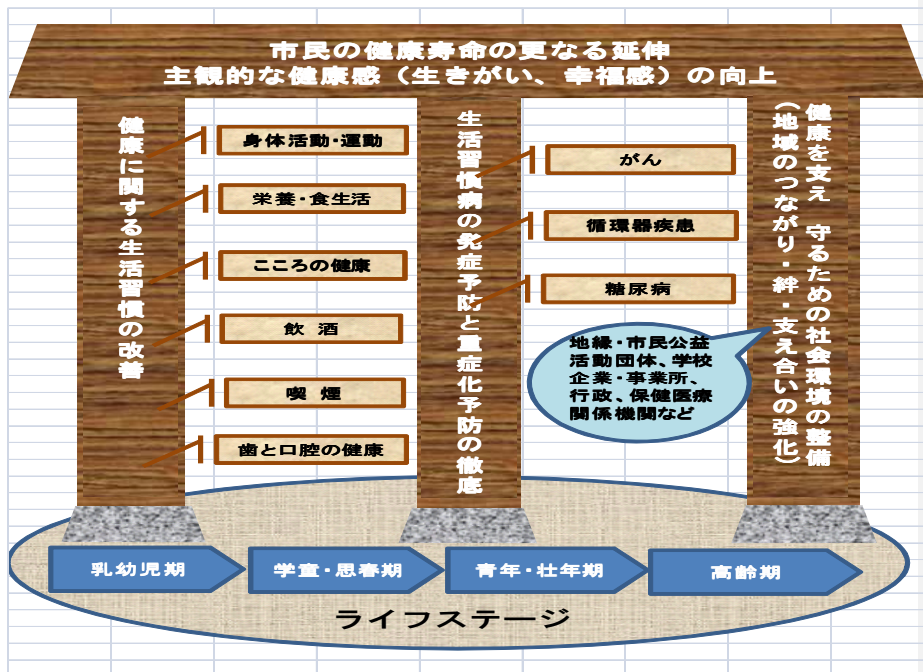 市民の健康寿命の更なる延伸
主観的な健康感（生きがい、幸福感）の向上
健康に関する生活習慣の改善
身体活動・運動
栄養・食生活
こころの健康
飲 酒
喫 煙
歯と口腔の健康
生活習慣病の発症予防と重症化予防の徹底
がん
循環器疾患
糖尿病
健康を支え 守るための社会環境の整備
（地域のつながり・絆・支え合いの強化）
地縁・市民公益
活動団体、学校
企業・事業所、
行政、保健医療
関係機関など
乳幼児期
学童・思春期
青年・壮年期
高齢期
ライフステージ